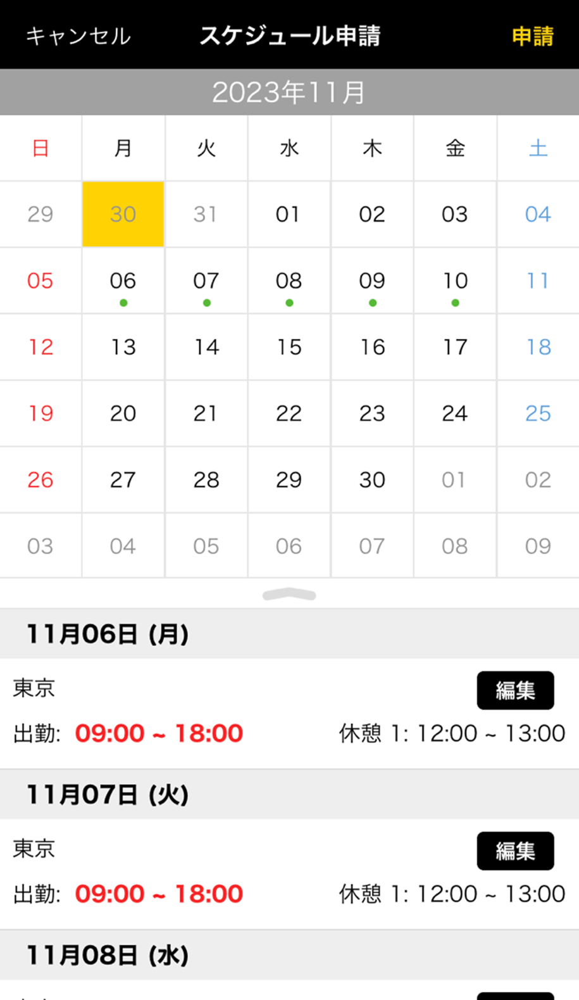 キャンセル スケジュール申請 申請
2023年11月
日 月 火 水 木 金 土
29 30 31 01 02 03 04
05 06 07 08 09 10 11
12 13 14 15 16 17 18
19 20 21 22 23 24 25
26 27 28 29 30 01 02
03 04 05 06 07 08 09
11月06日 (月)
東京 編集
出勤: 09:00 ~ 18:00 休憩 1: 12:00 ~ 13:00
11月07日 (火)
東京 編集
出勤: 09:00 ~ 18:00 休憩 1: 12:00 ~ 13:00
11月08日 (水)